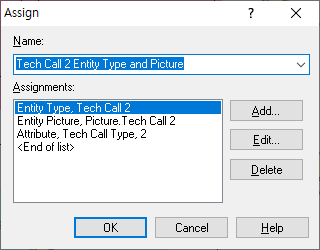 Assign
Name:
Tech Call 2 Entity Type and Picture
Assignments:
Entity Type, Tech Call 2
Entity Picture, Picture.Tech Call 2
Attribute, Tech Call Type, 2
<End of list>
Add...
Edit...
Delete
OK
Cancel
Help